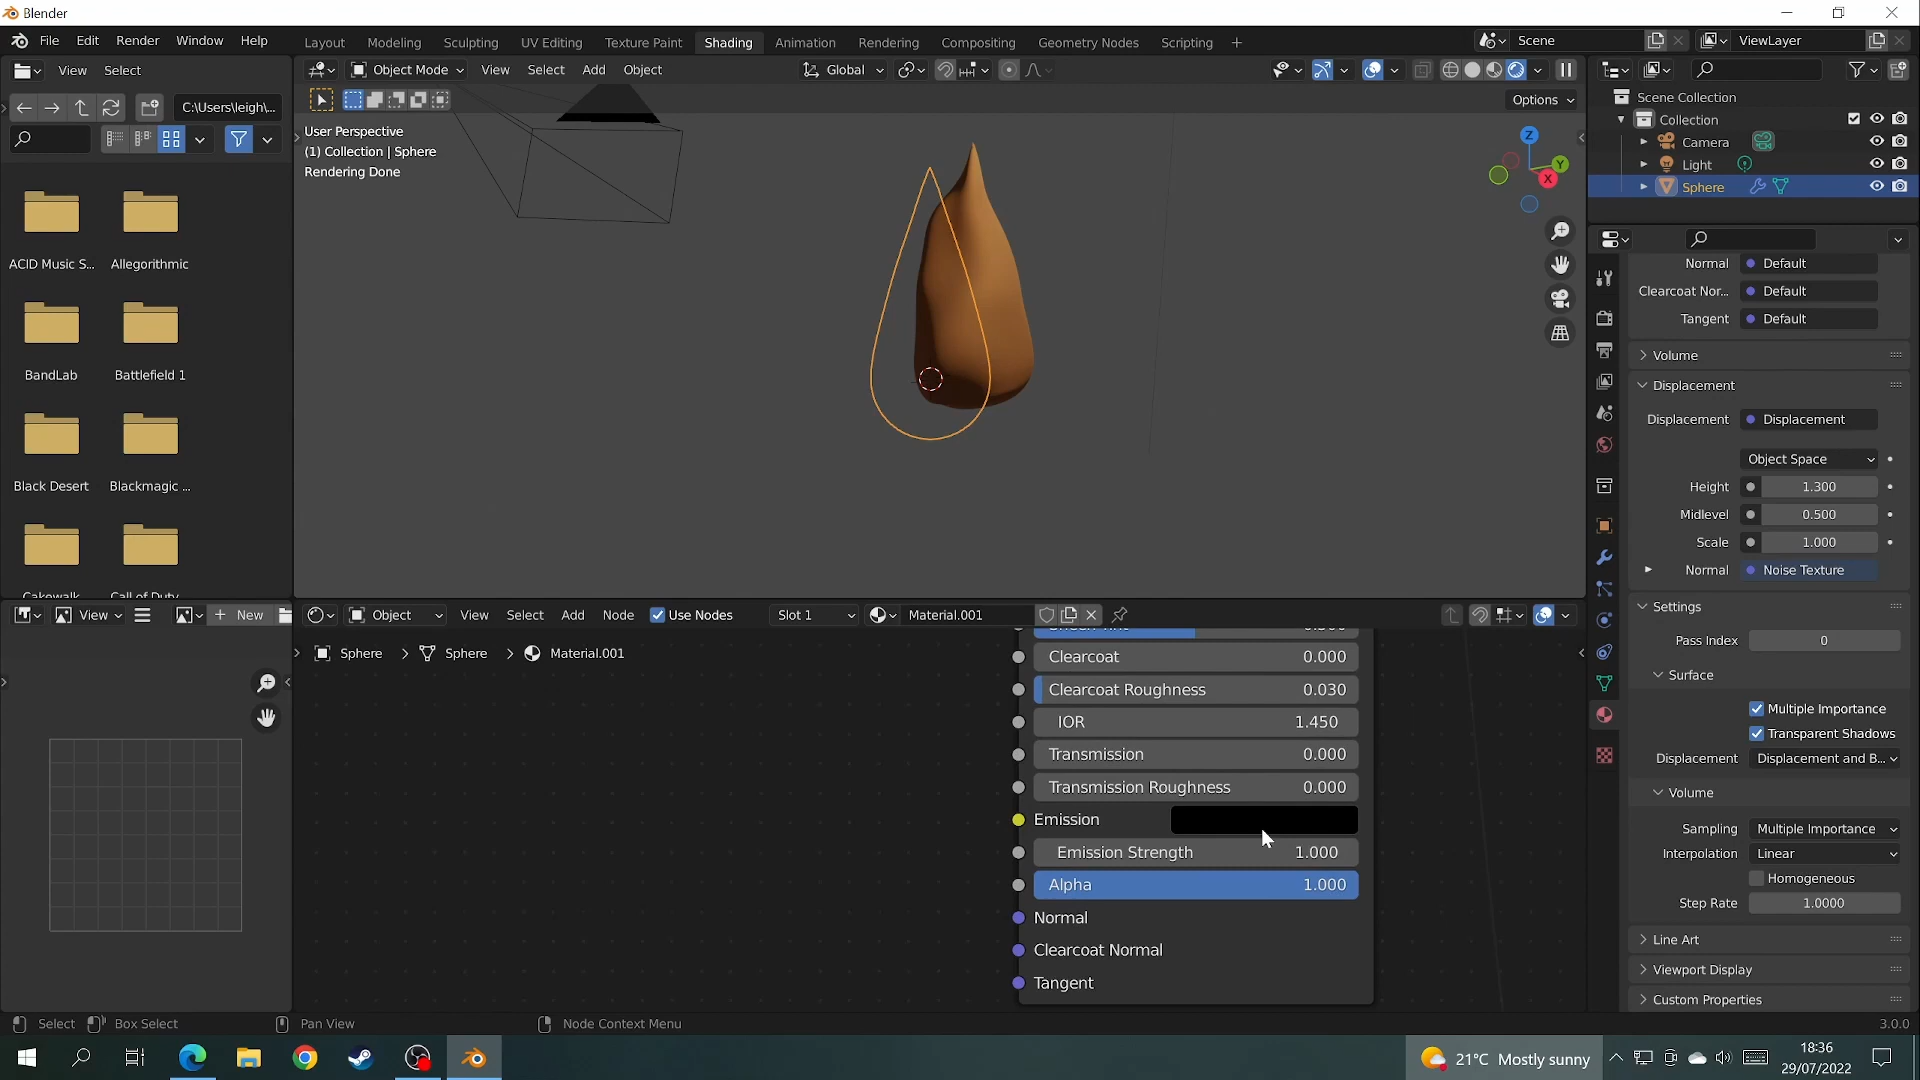 Blender
File Edit Render Window Help
Layout Modeling Sculpting UV Editing Texture Paint Shading Animation Rendering Compositing Geometry Nodes Scripting +
Scene
ViewLayer
View Select
C:\Users\leigh\...
ACID Music S...
Allegorithmic
BandLab
Battlefield 1
Black Desert
Blackmagic ...
Object Mode View Select Add Object
Global
Options
User Perspective
(1) Collection | Sphere
Rendering Done
Z
Y
X
Scene Collection
Collection
Camera
Light
Sphere
Normal Default
Clearcoat Nor... Default
Tangent Default
Volume
Displacement
Displacement Displacement
Object Space
Height 1.300
Midlevel 0.500
Scale 1.000
Normal Noise Texture
Settings
Pass Index 0
Surface
Multiple Importance
Transparent Shadows
Displacement Displacement and B...
Volume
Sampling Multiple Importance
Interpolation Linear
Homogeneous
Step Rate 1.0000
Line Art
Viewport Display
Custom Properties
View
New
Object View Select Add Node Use Nodes Slot 1 Material.001
Sphere > Sphere > Material.001
Clearcoat 0.000
Clearcoat Roughness 0.030
IOR 1.450
Transmission 0.000
Transmission Roughness 0.000
Emission
Emission Strength 1.000
Alpha 1.000
Normal
Clearcoat Normal
Tangent
Select Box Select Pan View Node Context Menu 3.0.0
21°C Mostly sunny
18:36
29/07/2022